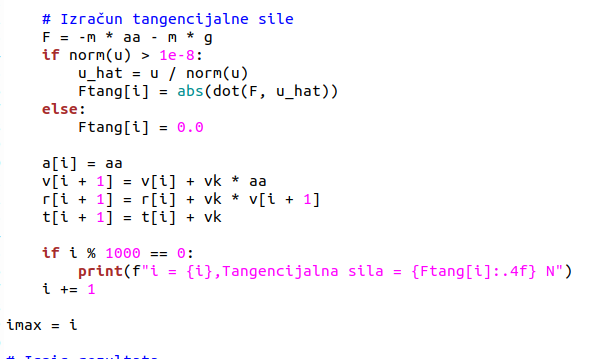 # Izračun tangencijalne sile
F = -m * aa - m * g
if norm(u) > 1e-8:
u_hat = u / norm(u)
Ftang[i] = abs(dot(F, u_hat))
else:
Ftang[i] = 0.0
a[i] = aa
v[i + 1] = v[i] + vk * aa
r[i + 1] = r[i] + vk * v[i + 1]
t[i + 1] = t[i] + vk
if i % 1000 == 0:
print(f"i = {i},Tangencijalna sila = {Ftang[i]:.4f} N")
i += 1
imax = i